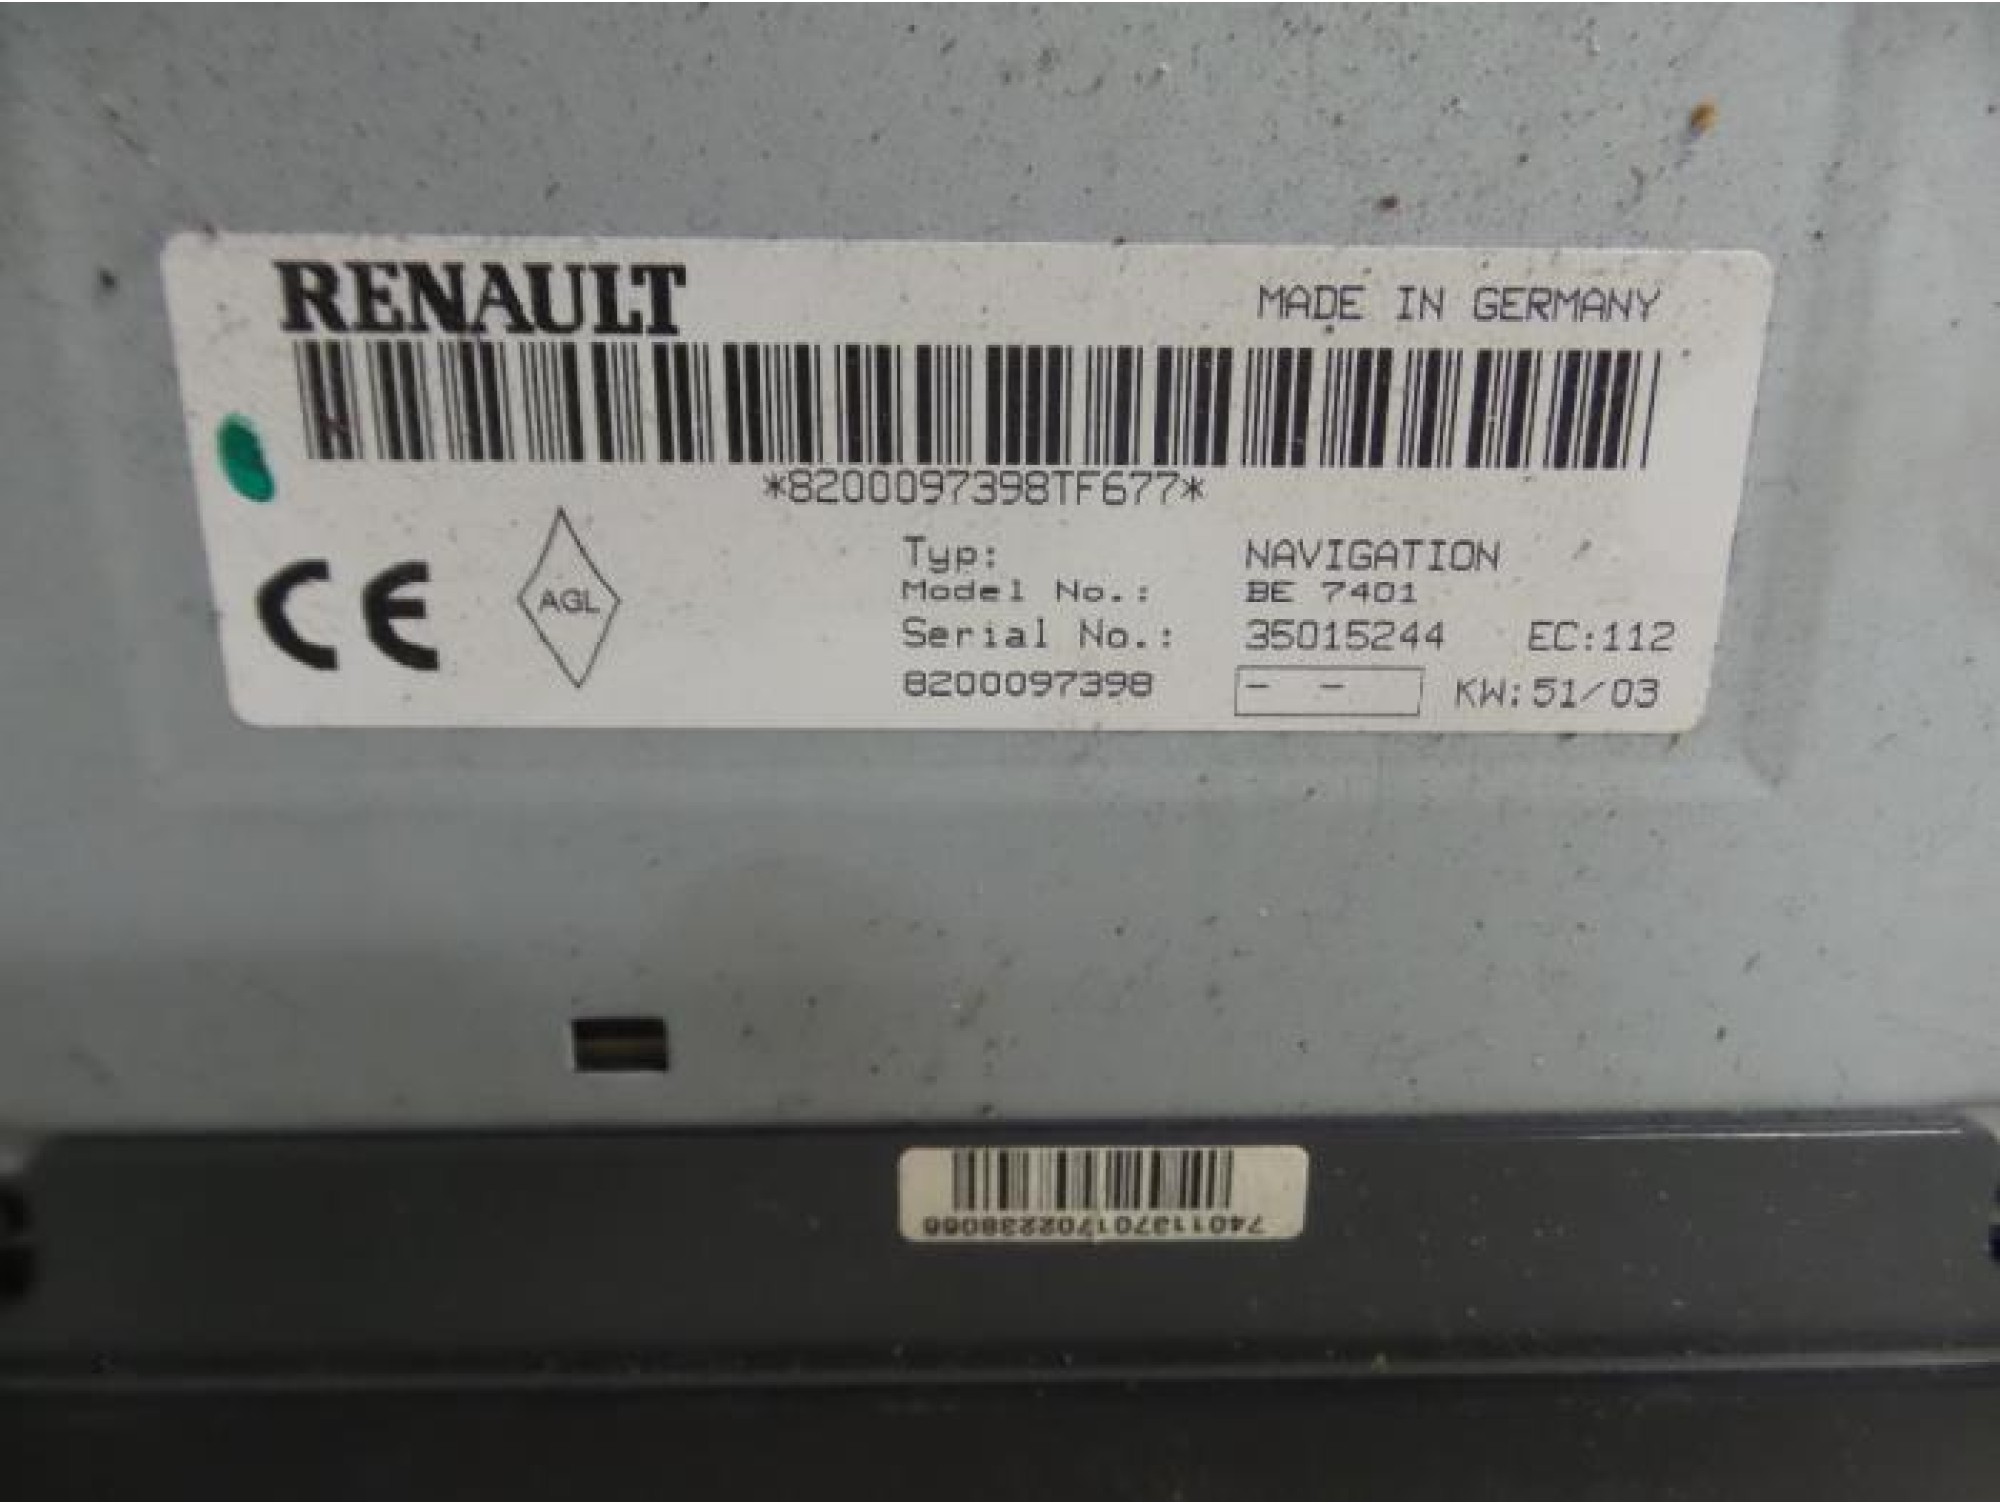 RENAULT
MADE IN GERMANY
*8200097398TF677*
CE
AGL
Typ: NAVIGATION
Model No.: BE 7401
Serial No.: 35015244 EC:112
8200097398 - - KW:51/03
740113701702238066